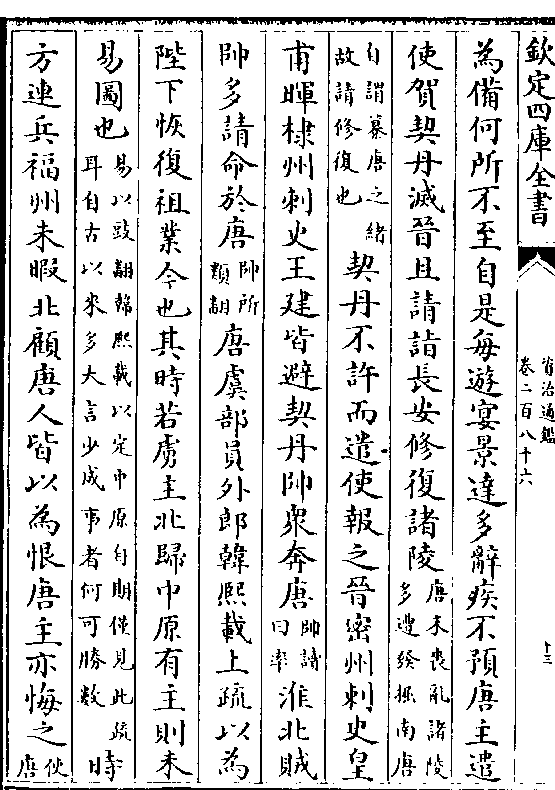 欽定四庫全書
資治通鑑
卷二百八十六
十三
為備何所不至自是每遊宴景達多辭疾不預唐主遣
使賀契丹滅晉且請詣長安修復諸陵唐末喪亂諸陵多遭發掘南唐
自謂慕唐之緒故請修復也契丹不許而遣使報之晉密州刺史皇
甫暉棣州刺史王建皆避契丹帥衆奔唐帥讀曰率淮北賊
帥多請命於唐帥所類翻唐虞部員外郎韓熙載上疏以為
陛下恢復祖業今也其時若虜主北歸中原有主則未
易圖也易以豉翻韓熙載以定中原自期僅見此疏耳自古以來多大言少成事者何可勝數時
方連兵福州未暇北顧唐人皆以為恨唐主亦悔之伙唐